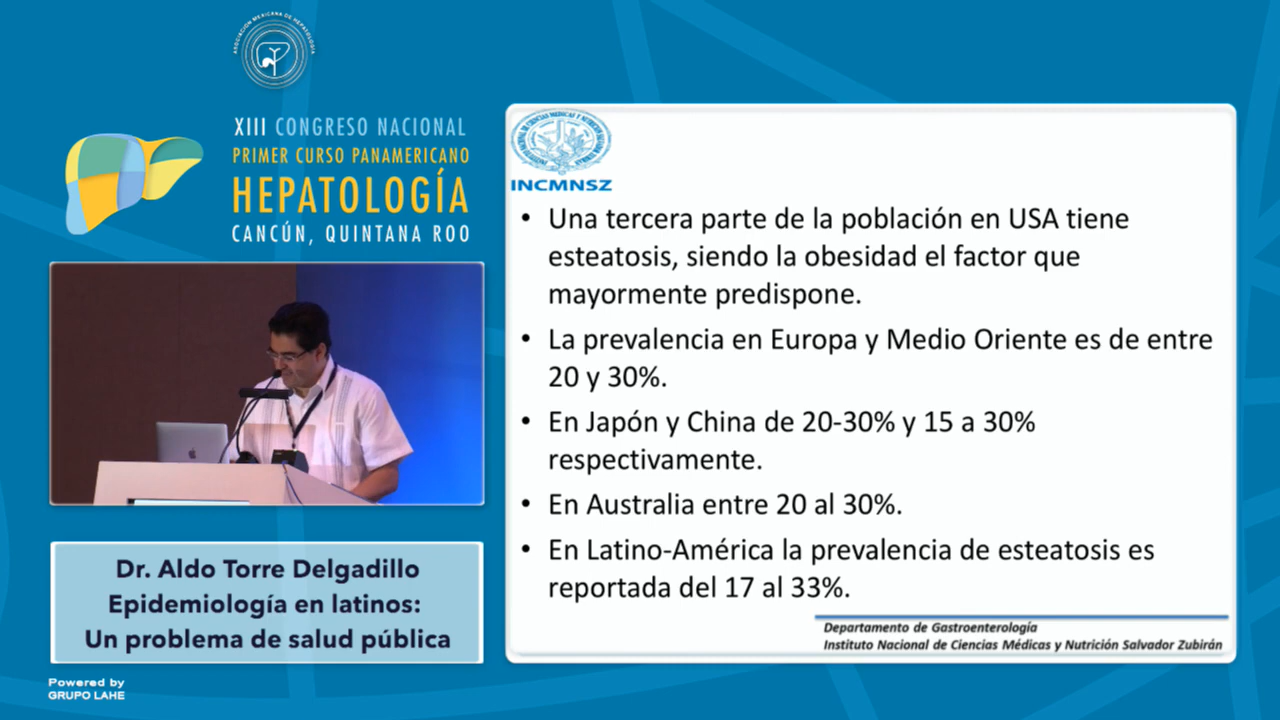 ASOCIACIÓN MEXICANA DE HEPATOLOGÍA
XIII CONGRESO NACIONAL
PRIMER CURSO PANAMERICANO
HEPATOLOGÍA
CANCÚN, QUINTANA ROO
Dr. Aldo Torre Delgadillo
Epidemiología en latinos:
Un problema de salud pública
Powered by
GRUPO LAHE
INCMNSZ
• Una tercera parte de la población en USA tiene
esteatosis, siendo la obesidad el factor que
mayormente predispone.
• La prevalencia en Europa y Medio Oriente es de entre
20 y 30%.
• En Japón y China de 20-30% y 15 a 30%
respectivamente.
• En Australia entre 20 al 30%.
• En Latino-América la prevalencia de esteatosis es
reportada del 17 al 33%.
Departamento de Gastroenterología
Instituto Nacional de Ciencias Médicas y Nutrición Salvador Zubirán